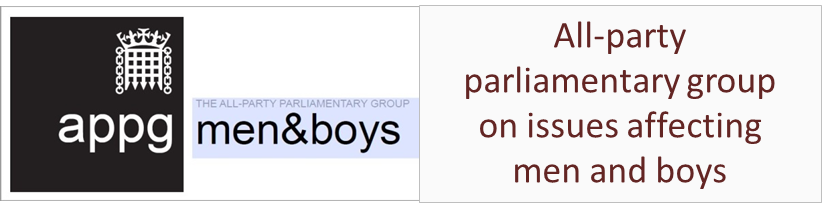 appg
THE ALL-PARTY PARLIAMENTARY GROUP
men&boys
All-party
parliamentary group
on issues affecting
men and boys